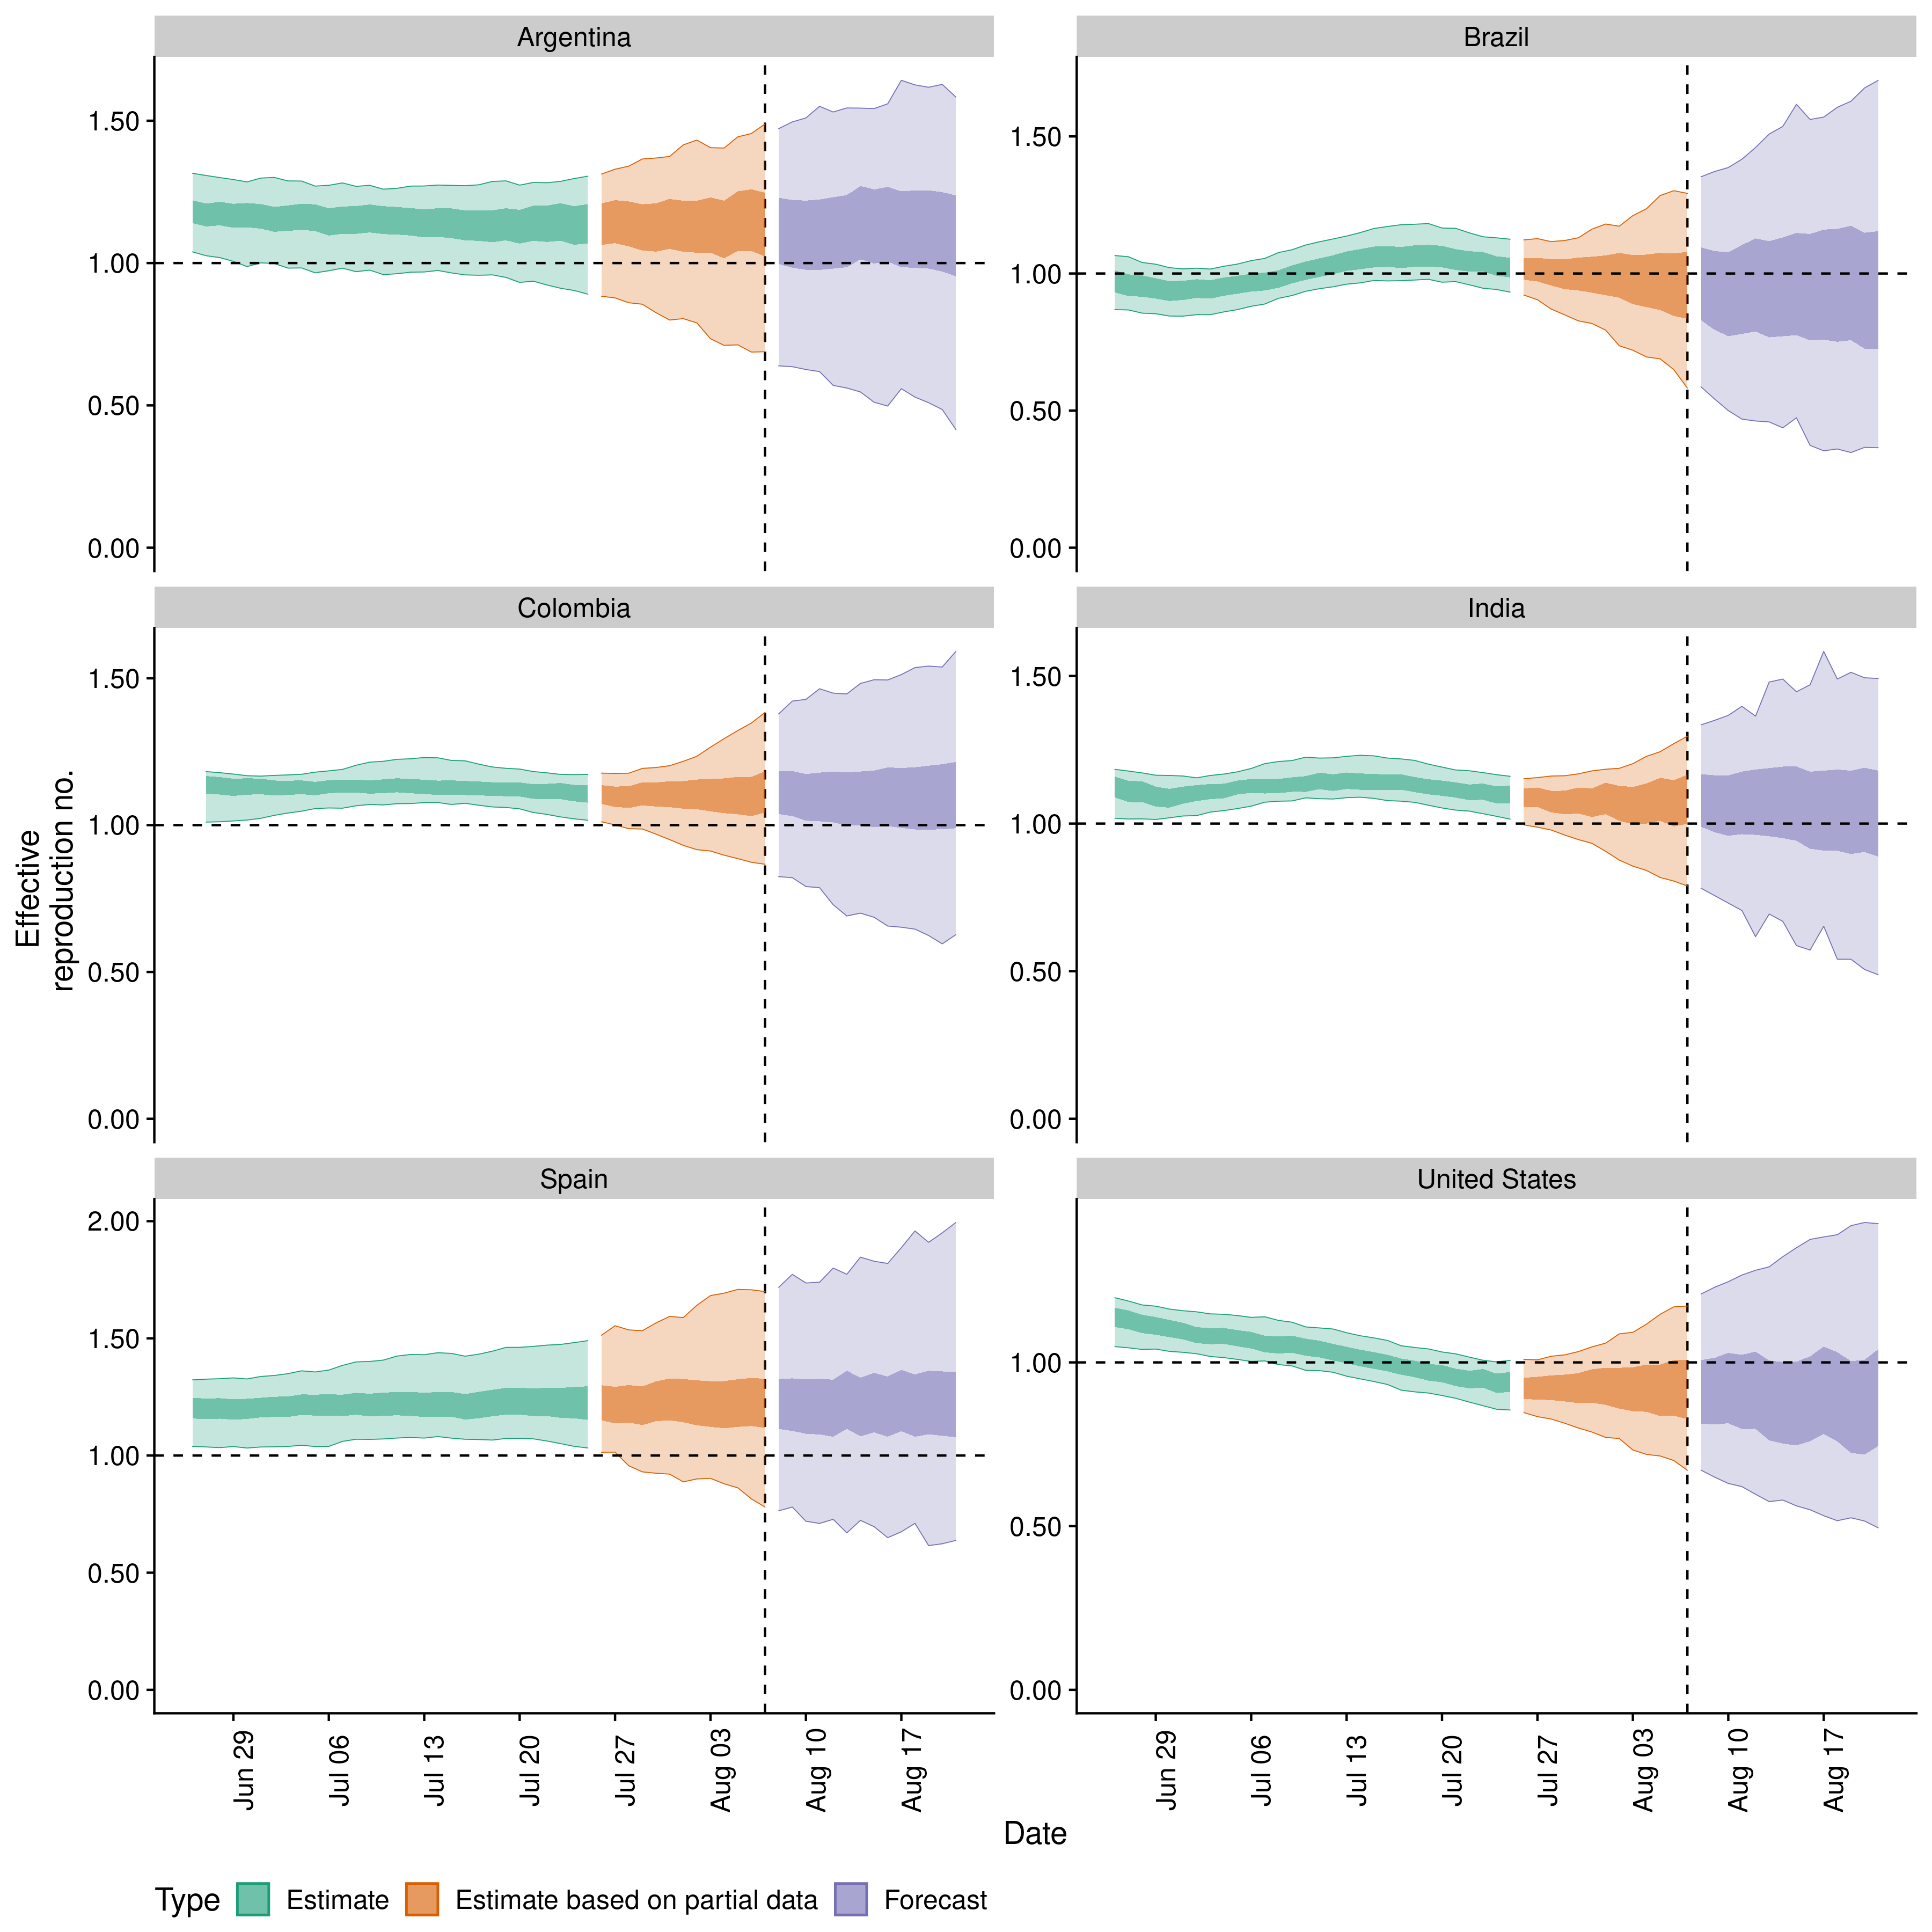 Argentina
Brazil
1.50
1.00
0.50
0.00
1.50
1.00
0.50
0.00
Colombia
India
1.50
1.00
0.50
0.00
1.50
1.00
0.50
0.00
Spain
United States
2.00
1.50
1.00
0.50
0.00
1.00
0.50
0.00
Effective
reproduction no.
Jun 29
Jul 06
Jul 13
Jul 20
Jul 27
Aug 03
Aug 10
Aug 17
Jun 29
Jul 06
Jul 13
Jul 20
Jul 27
Aug 03
Aug 10
Aug 17
Date
Type Estimate Estimate based on partial data Forecast